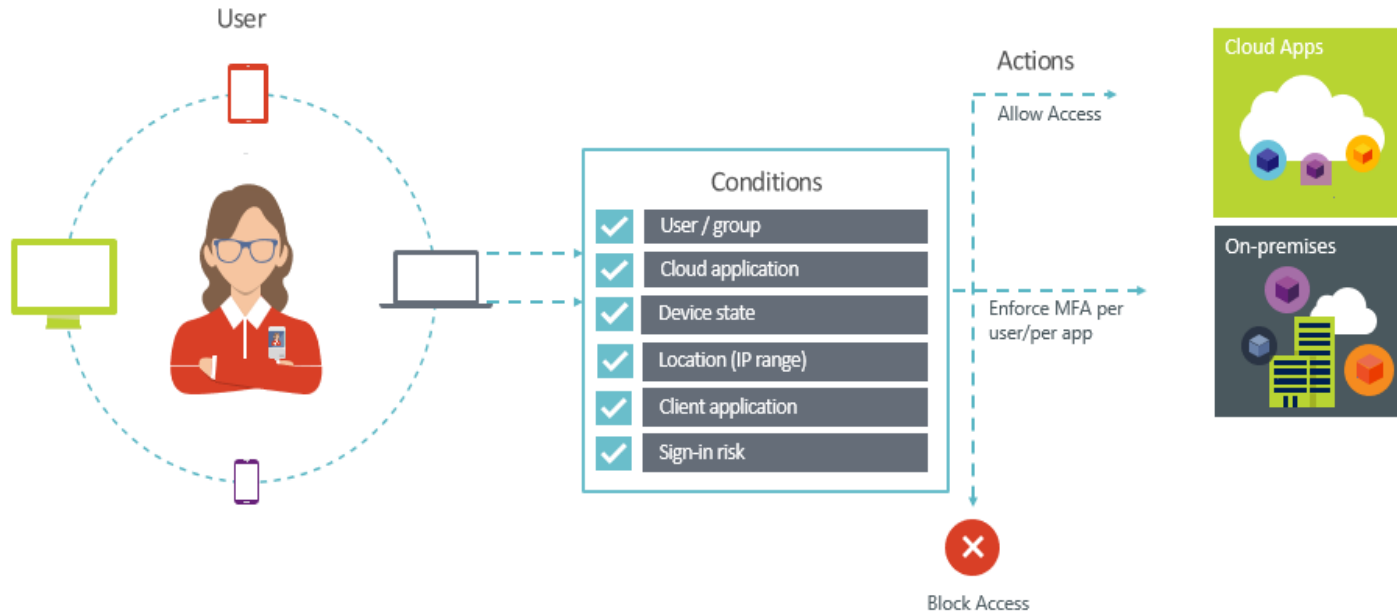 User
Conditions
User / group
Cloud application
Device state
Location (IP range)
Client application
Sign-in risk
Actions
Allow Access
Enforce MFA per
user/per app
Block Access
Cloud Apps
On-premises